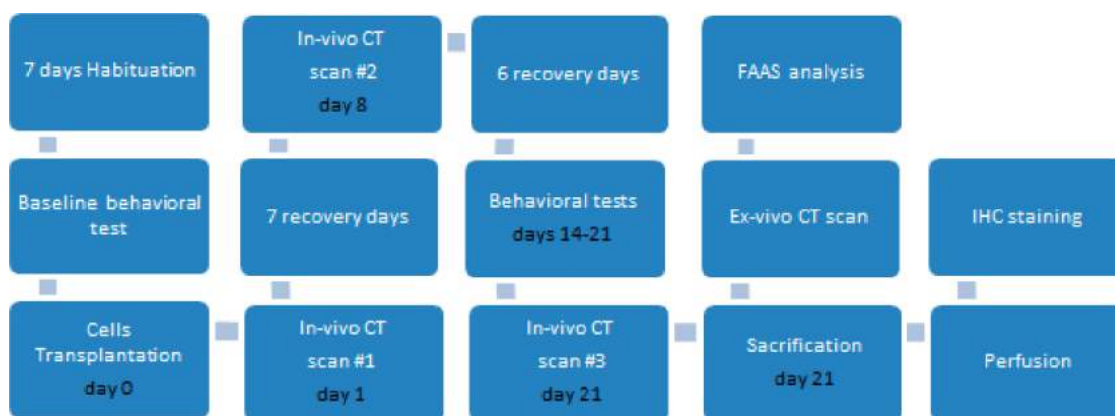 7 days Habituation
Baseline behavioral
test
Cells
Transplantation
day 0
In-vivo CT
scan #1
day 1
7 recovery days
In-vivo CT
scan #2
day 8
6 recovery days
Behavioral tests
days 14-21
In-vivo CT
scan #3
day 21
Sacrification
day 21
Ex-vivo CT scan
FAAS analysis
Perfusion
IHC staining